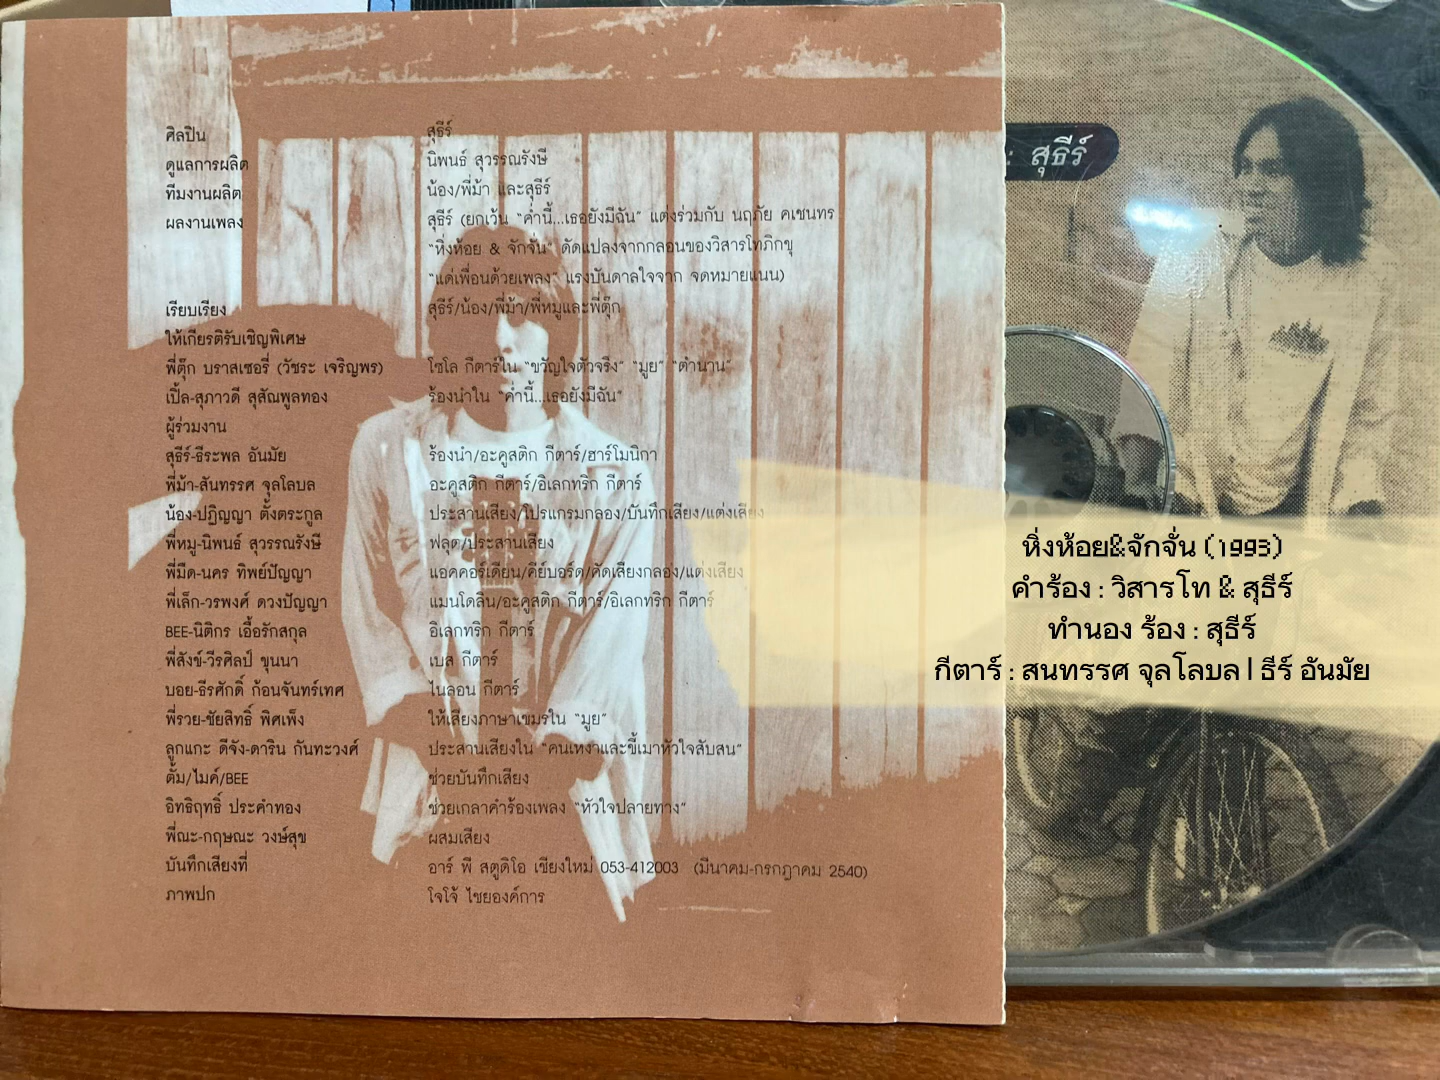 ศิลปิน สุธีร์
ดูแลการผลิต นิพนธ์ สุวรรณรังษี
ทีมงานผลิต น้อง/พี่ม้า และสุธีร์
ผลงานเพลง สุธีร์ (ยกเว้น "ค่ำนี้...เธอยังมีฉัน" แต่งร่วมกับ นฤภัย คเชนทร
"หิ่งห้อย & จักจั่น" ดัดแปลงจากกลอนของวิสารโทภิกขุ
"แด่เพื่อนด้วยเพลง" แรงบันดาลใจจาก จดหมายแนน)
เรียบเรียง สุธีร์/น้อง/พี่ม้า/พี่หมูและพี่ตุ๊ก
ให้เกียรติรับเชิญพิเศษ
พี่ตุ๊ก บราสเซอรี่ (วัชระ เจริญพร) โซโล กีตาร์ใน "ขวัญใจตัวจริง" "มูย" "ตำนาน"
เปิ้ล-สุภาวดี สุสัณพูลทอง ร้องนำใน "ค่ำนี้...เธอยังมีฉัน"
ผู้ร่วมงาน
สุธีร์-ธีระพล อันมัย ร้องนำ/อะคูสติก กีตาร์/ฮาร์โมนิกา
พี่ม้า-สันทรรศ จุลโลบล อะคูสติก กีตาร์/อิเลกทริก กีตาร์
น้อง-ปฏิญญา ตั้งตระกูล ประสานเสียง/โปรแกรมกลอง/บันทึกเสียง/แต่งเสียง
พี่หมู-นิพนธ์ สุวรรณรังษี ฟลุต/ประสานเสียง
พี่มืด-นคร ทิพย์ปัญญา แอคคอร์เดียน/คีย์บอร์ด/คัดเสียงกลอง/แต่งเสียง
พี่เล็ก-วรพงศ์ ดวงปัญญา แมนโดลิน/อะคูสติก กีตาร์/อิเลกทริก กีตาร์
BEE-นิติกร เอื้อรักสกุล อิเลกทริก กีตาร์
พี่สังข์-วีรศิลป์ ขุนนา เบส กีตาร์
บอย-ธีรศักดิ์ ก้อนจันทร์เทศ ไนลอน กีตาร์
พี่รวย-ชัยสิทธิ์ พิศเพ็ง ให้เสียงภาษาเขมรใน "มูย"
ลูกแกะ ดีจัง-ดาริน กันทะวงศ์ ประสานเสียงใน "คนเหงาและขี้เมาหัวใจสับสน"
ตั้ม/ไมค์/BEE ช่วยบันทึกเสียง
อิทธิฤทธิ์ ประคำทอง ช่วยเกลาคำร้องเพลง "หัวใจปลายทาง"
พี่ณะ-กฤษณะ วงษ์สุข ผสมเสียง
บันทึกเสียงที่ อาร์ พี สตูดิโอ เชียงใหม่ 053-412003 (มีนาคม-กรกฎาคม 2540)
ภาพปก โจโจ้ ไชยองค์การ
: สุธีร์
หิ่งห้อย&จักจั่น (1993)
คำร้อง : วิสารโท & สุธีร์
ทำนอง ร้อง : สุธีร์
กีตาร์ : สนทรรศ จุลโลบล | ธีร์ อันมัย